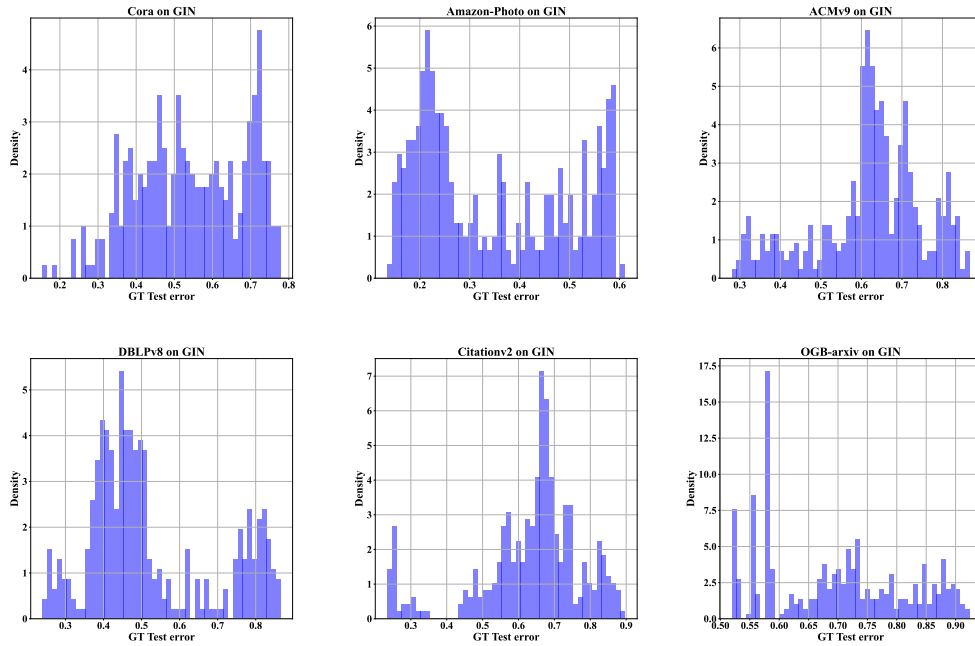 Cora on GIN
Density
0
1
2
3
4
0.2 0.3 0.4 0.5 0.6 0.7 0.8
GT Test error
Amazon-Photo on GIN
Density
0
1
2
3
4
5
6
0.2 0.3 0.4 0.5 0.6
GT Test error
ACMv9 on GIN
Density
0
1
2
3
4
5
6
0.3 0.4 0.5 0.6 0.7 0.8
GT Test error
DBLPv8 on GIN
Density
0
1
2
3
4
5
0.3 0.4 0.5 0.6 0.7 0.8
GT Test error
Citationv2 on GIN
Density
0
1
2
3
4
5
6
7
0.3 0.4 0.5 0.6 0.7 0.8 0.9
GT Test error
OGB-arxiv on GIN
Density
0.0
2.5
5.0
7.5
10.0
12.5
15.0
17.5
0.50 0.55 0.60 0.65 0.70 0.75 0.80 0.85 0.90
GT Test error